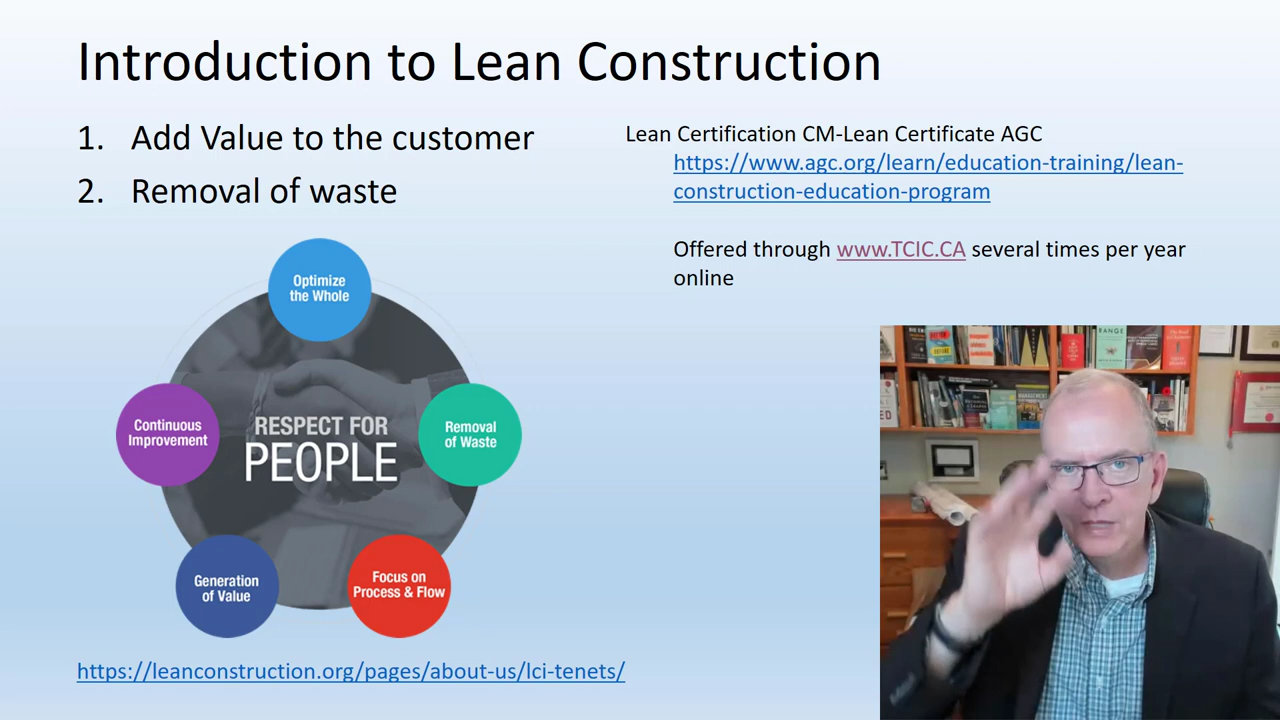 Introduction to Lean Construction
1. Add Value to the customer
2. Removal of waste
Lean Certification CM-Lean Certificate AGC
https://www.agc.org/learn/education-training/lean-
construction-education-program
Offered through www.TCIC.CA several times per year
online
Optimize
the Whole
Continuous
Improvement
RESPECT FOR
PEOPLE
Removal
of Waste
Generation
of Value
Focus on
Process & Flow
https://leanconstruction.org/pages/about-us/lci-tenets/
RANGE